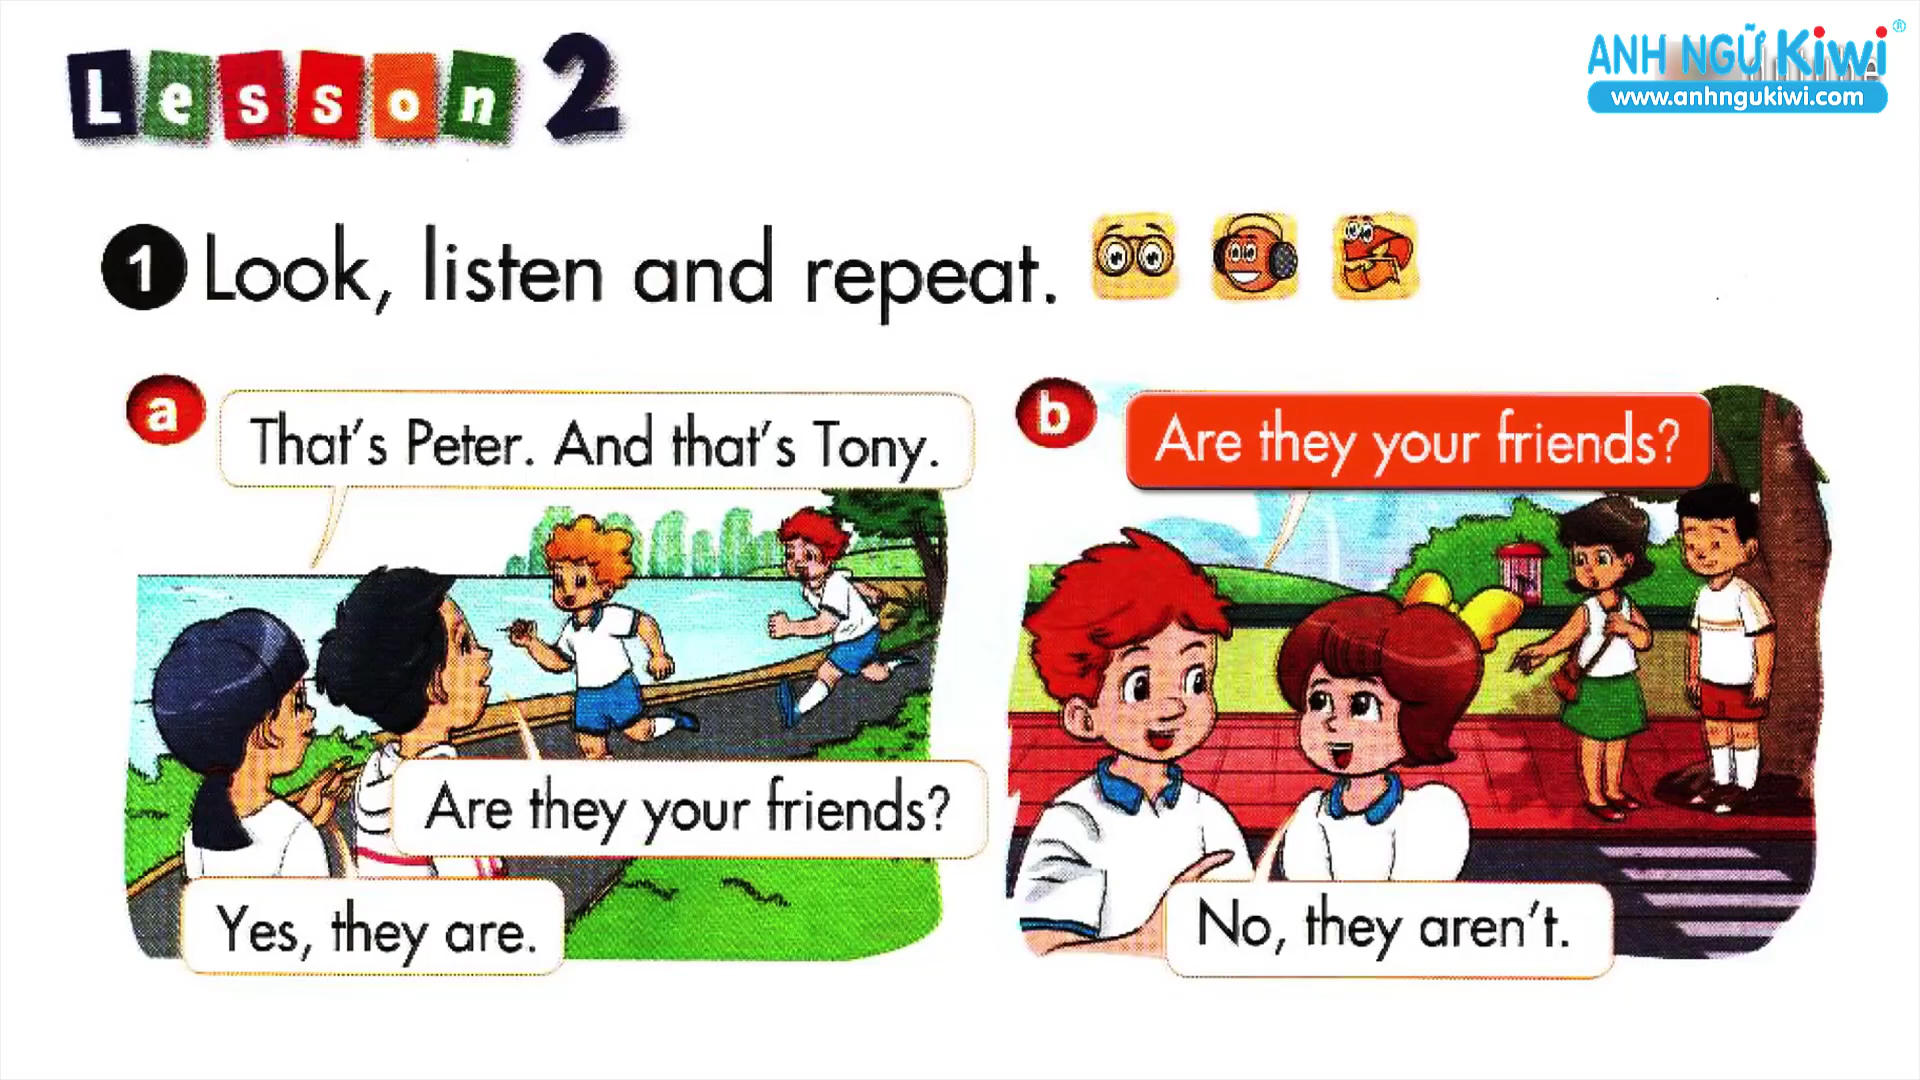 Lesson 2
ANH NGỮ Kiwi®
www.anhngukiwi.com
1 Look, listen and repeat.
a
That's Peter. And that's Tony.
Are they your friends?
Yes, they are.
b
Are they your friends?
No, they aren't.